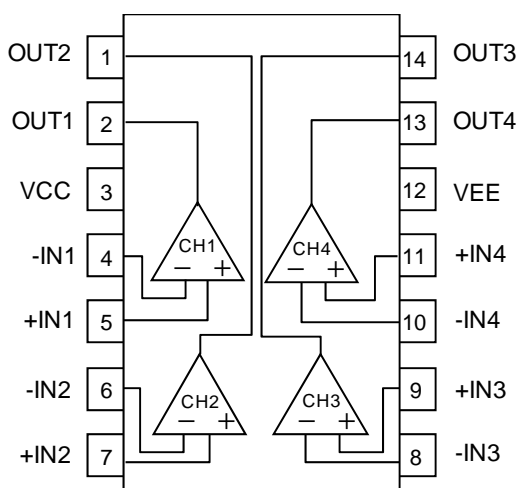 OUT2 1 14 OUT3
OUT1 2 13 OUT4
VCC 3 12 VEE
-IN1 4 CH1 CH4 11 +IN4
− + − +
+IN1 5 10 -IN4
-IN2 6 CH2 CH3 9 +IN3
− + − +
+IN2 7 8 -IN3